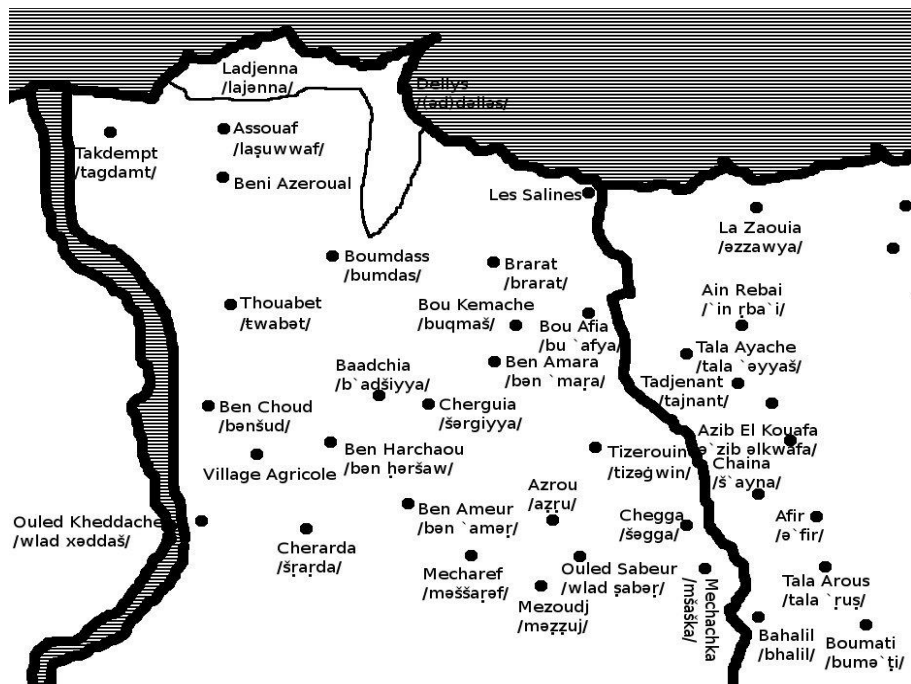 Ladjenna
/lajənna/
Dellys
/(əd)dəlləs/
Assouaf
/laṣuwwaf/
Takdempt
/tagdamt/
Beni Azeroual
Les Salines
La Zaouia
/əzzawya/
Boumdass
/bumdas/
Brarat
/brarat/
Ain Rebai
/`in ṛba`i/
Thouabet
/ŧwabət/
Bou Kemache
/buqmaš/
Bou Afia
/bu `afya/
Tala Ayache
/tala `əyyaš/
Ben Amara
/bən `maṛa/
Baadchia
/b`adšiyya/
Tadjenant
/tajnant/
Ben Choud
/bənšud/
Cherguia
/šərgiyya/
Azib El Kouafa
/ə`zib əlkwafa/
Ben Harchaou
/bən ḥəršaw/
Tizerouin
/tizəġwin/
Village Agricole
Chaina
/š`ayna/
Azrou
/aẓṛu/
Ben Ameur
/bən `aməṛ/
Chegga
/šəgga/
Afir
/ə`fir/
Ouled Kheddache
/wlad xəddaš/
Cherarda
/šṛaṛda/
Mecharef
/məššaṛəf/
Ouled Sabeur
/wlad ṣabəṛ/
Mechachka
/mšaška/
Tala Arous
/tala `ṛuṣ/
Mezoudj
/məẓẓuj/
Bahalil
/bhalil/
Boumati
/bumə`ṭi/